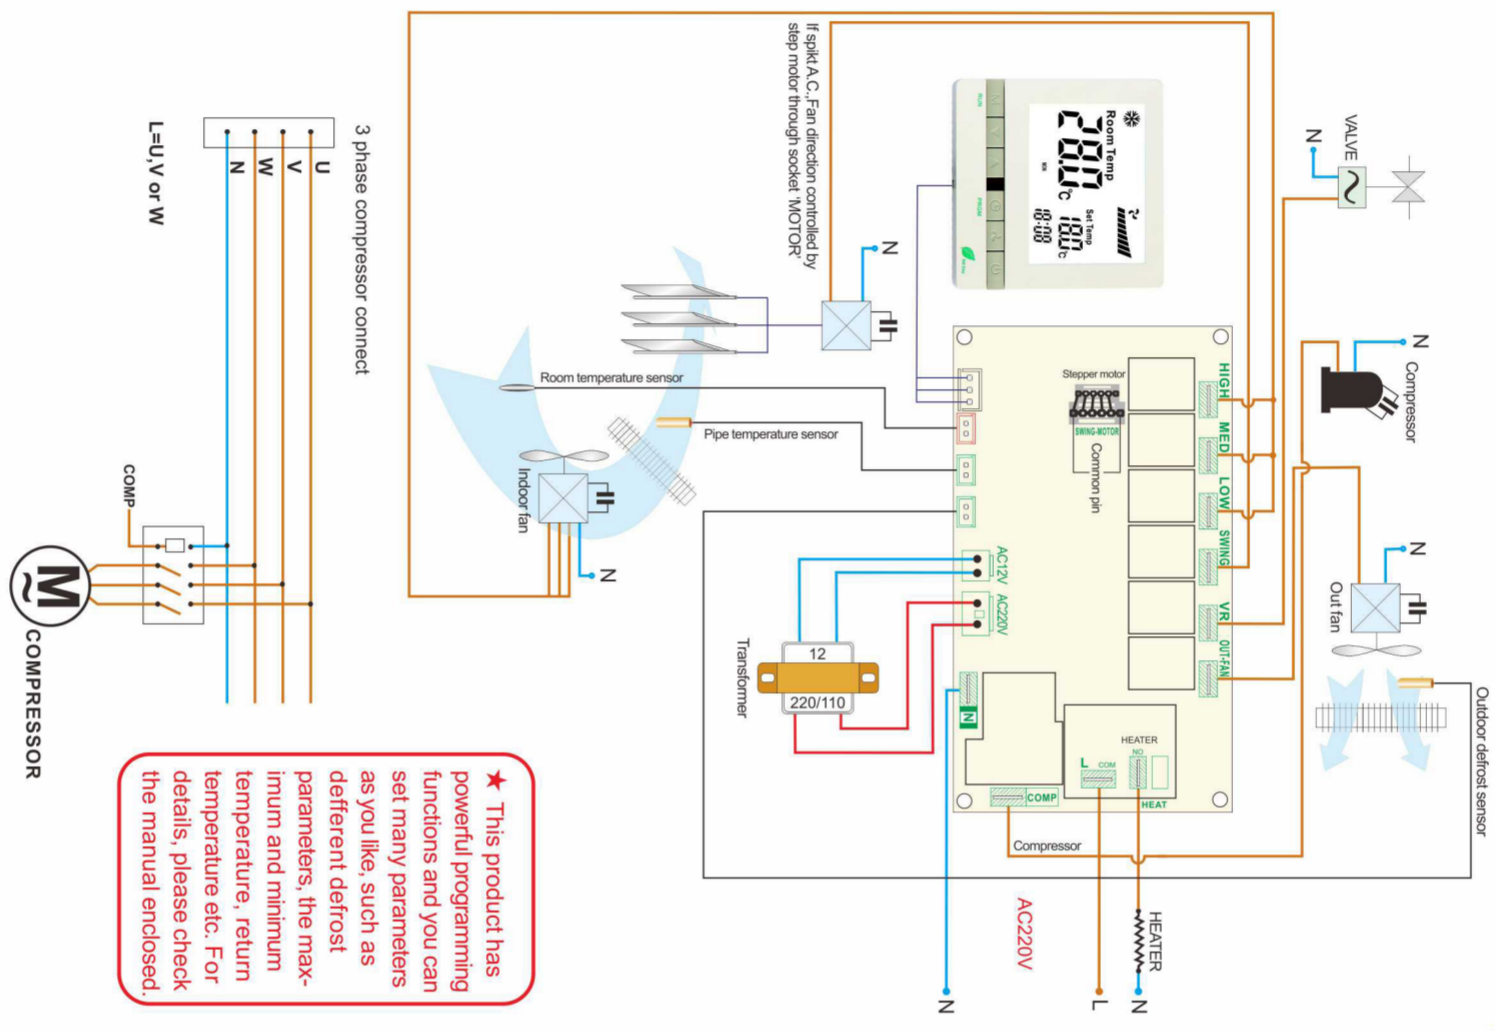 If spikt A.C.,Fan direction controlled by
step motor through socket 'MOTOR'
N
RUN
PRGM
Room Temp
28.0°C
Set Temp
18.0°C
18:00
VALVE
N
3 phase compressor connect
U
V
W
N
L=U,V or W
Room temperature sensor
Pipe temperature sensor
Indoor fan
N
Stepper motor
SWING-MOTOR
Common pin
HIGH
MED
LOW
SWING
VR
OUT-FAN
N
Compressor
N
Out fan
Outdoor defrost sensor
AC12V
AC220V
12
220/110
Transformer
N
HEATER
NO
L
COM
HEAT
COMP
Compressor
AC220V
HEATER
N
L
N
COMP
M
~
COMPRESSOR
★ This product has
powerful programming
functions and you can
set many parameters
as you like, such as
defferent defrost
parameters, the max-
imum and minimum
temperature, return
temperature etc. For
details, please check
the manual enclosed.